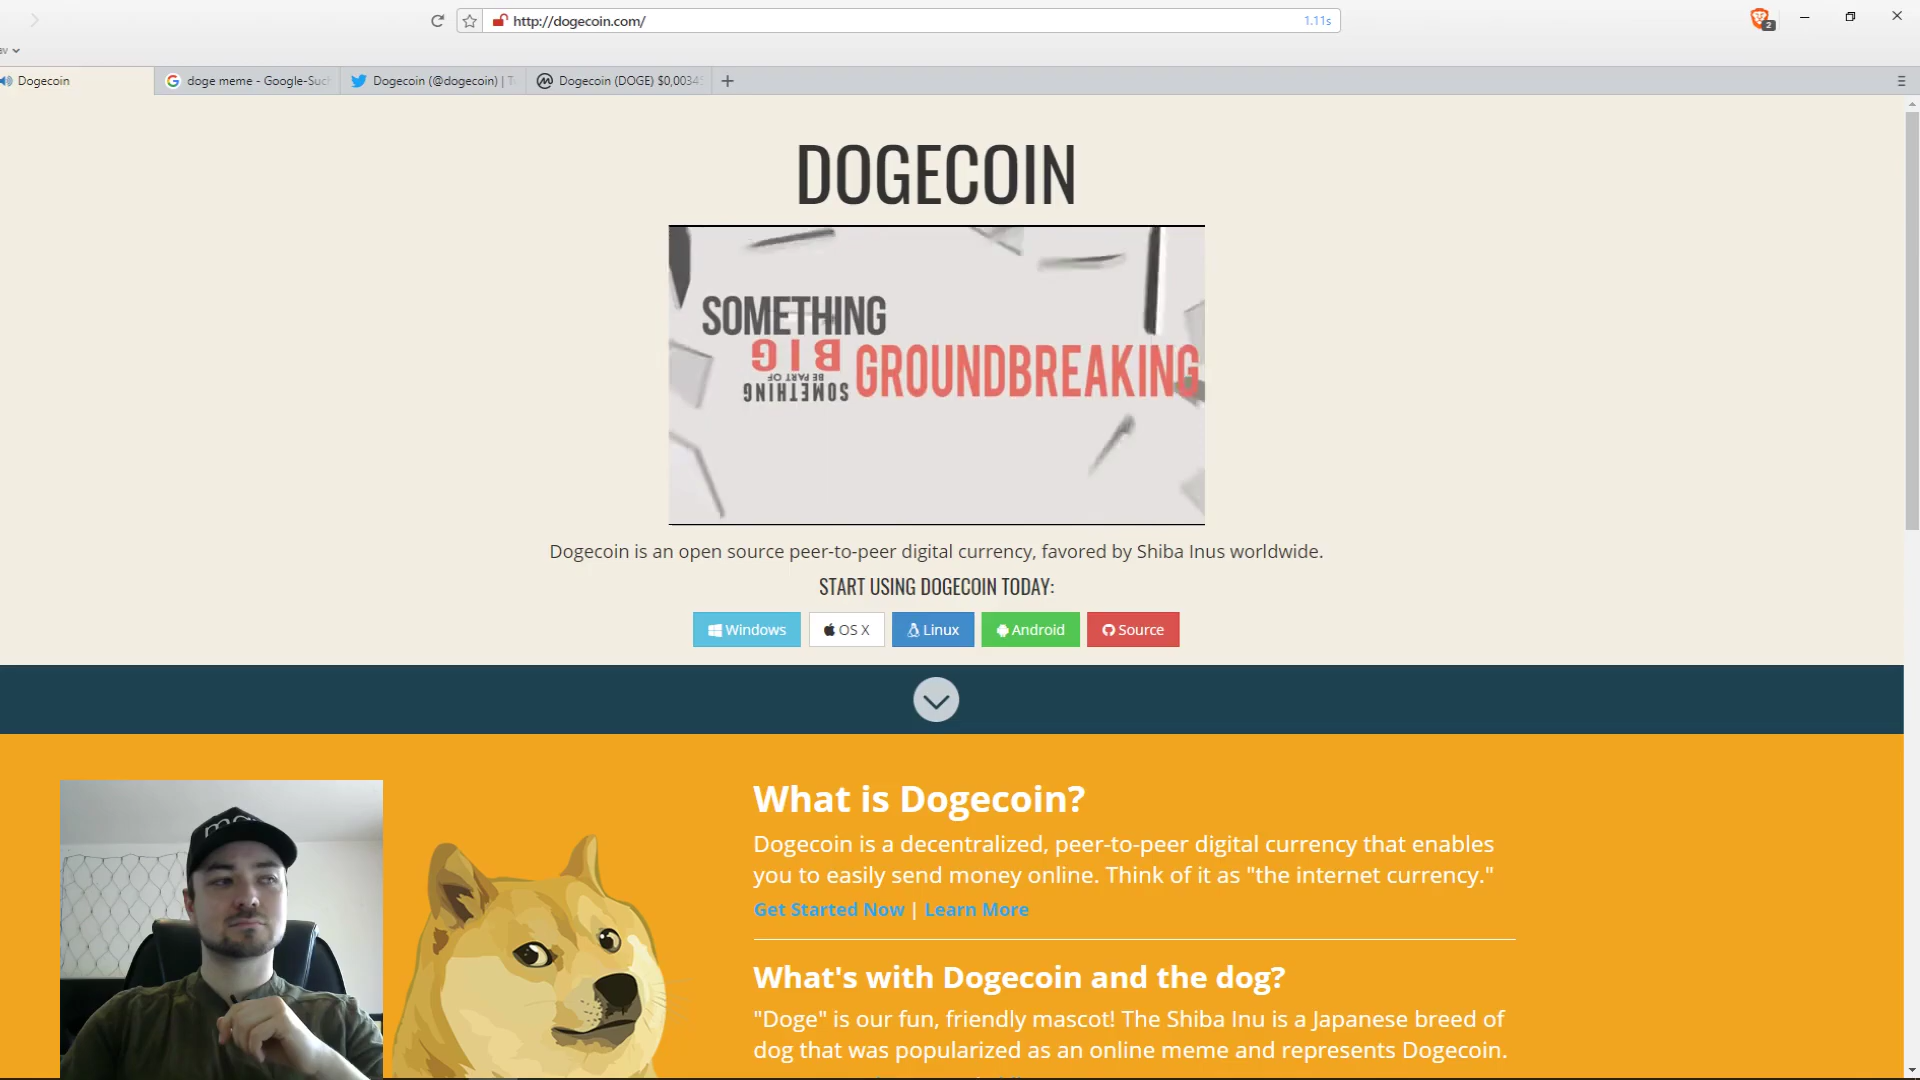 http://dogecoin.com/
1.11s
2
Dogecoin
doge meme - Google-Such
Dogecoin (@dogecoin) | T
Dogecoin (DOGE) $0,0034
DOGECOIN
SOMETHING
BIG
GROUNDBREAKING
BE PART OF
SOMETHING
Dogecoin is an open source peer-to-peer digital currency, favored by Shiba Inus worldwide.
START USING DOGECOIN TODAY:
Windows
OS X
Linux
Android
Source
What is Dogecoin?
Dogecoin is a decentralized, peer-to-peer digital currency that enables
you to easily send money online. Think of it as "the internet currency."
Get Started Now | Learn More
What's with Dogecoin and the dog?
"Doge" is our fun, friendly mascot! The Shiba Inu is a Japanese breed of
dog that was popularized as an online meme and represents Dogecoin.